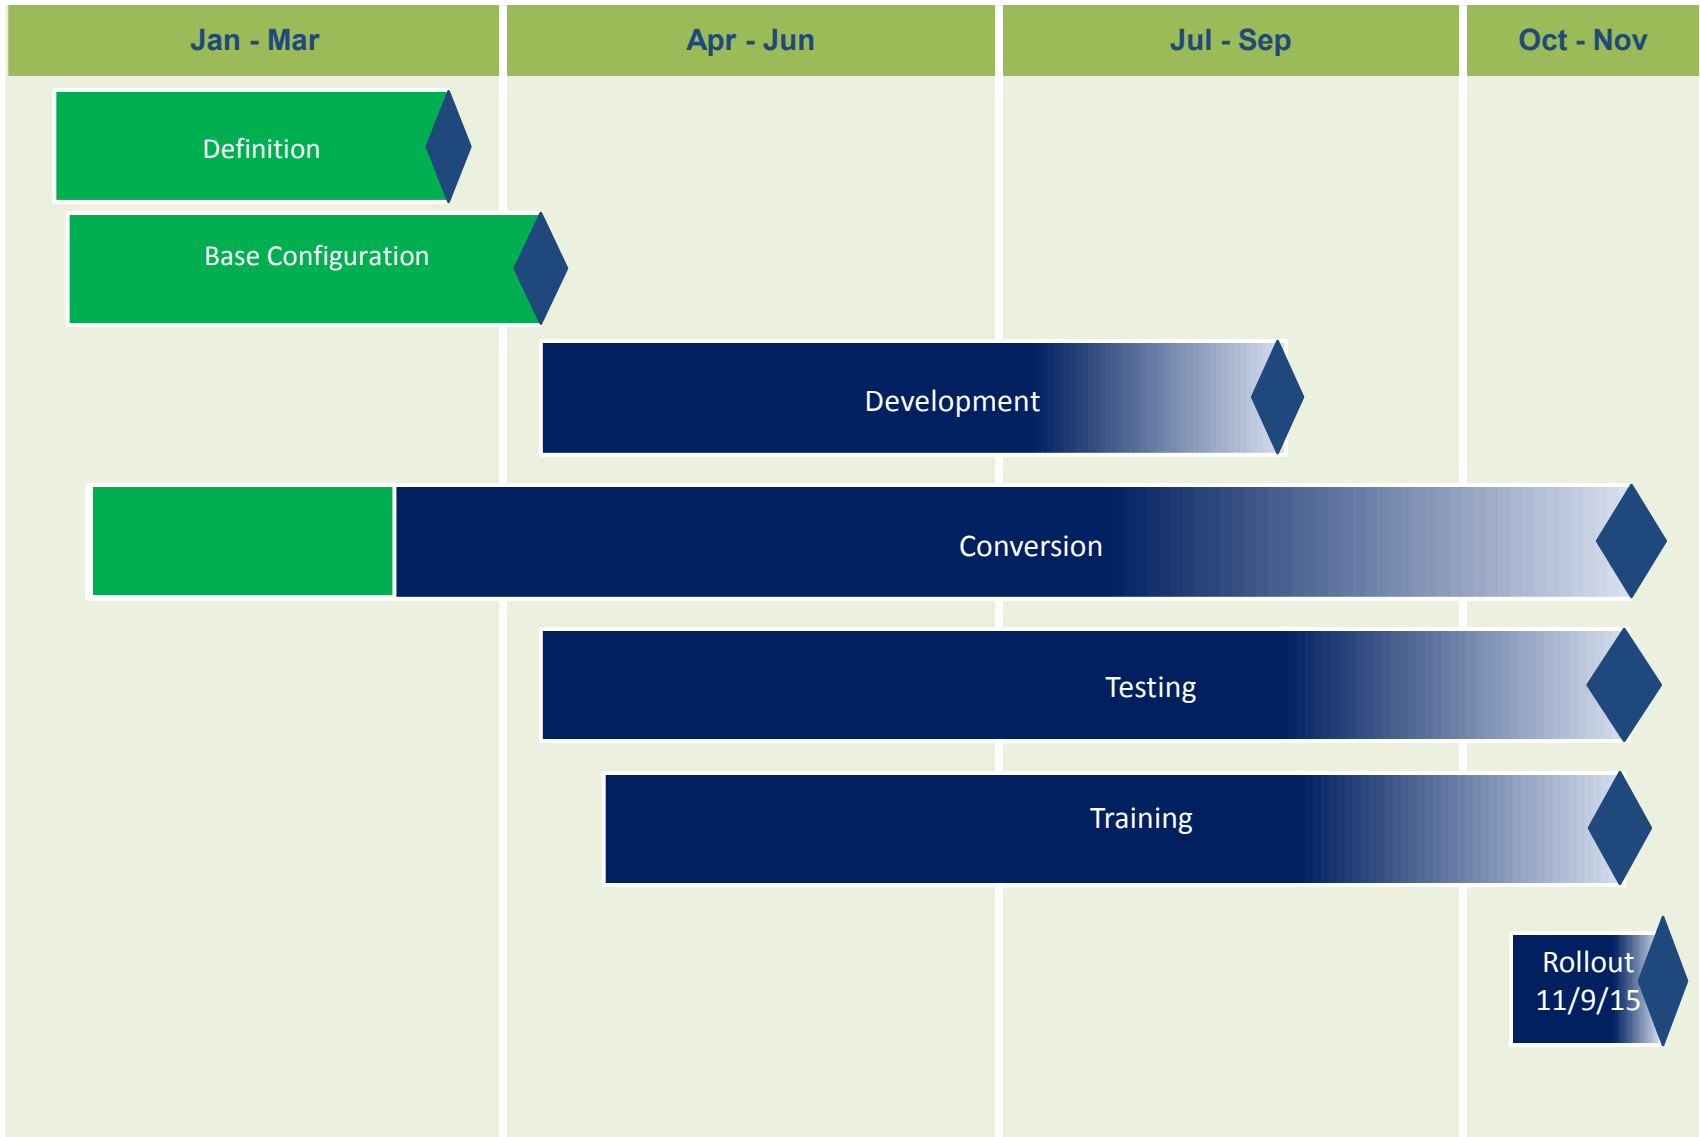 Jan - Mar
Apr - Jun
Jul - Sep
Oct - Nov
Definition
Base Configuration
Development
Conversion
Testing
Training
Rollout
11/9/15